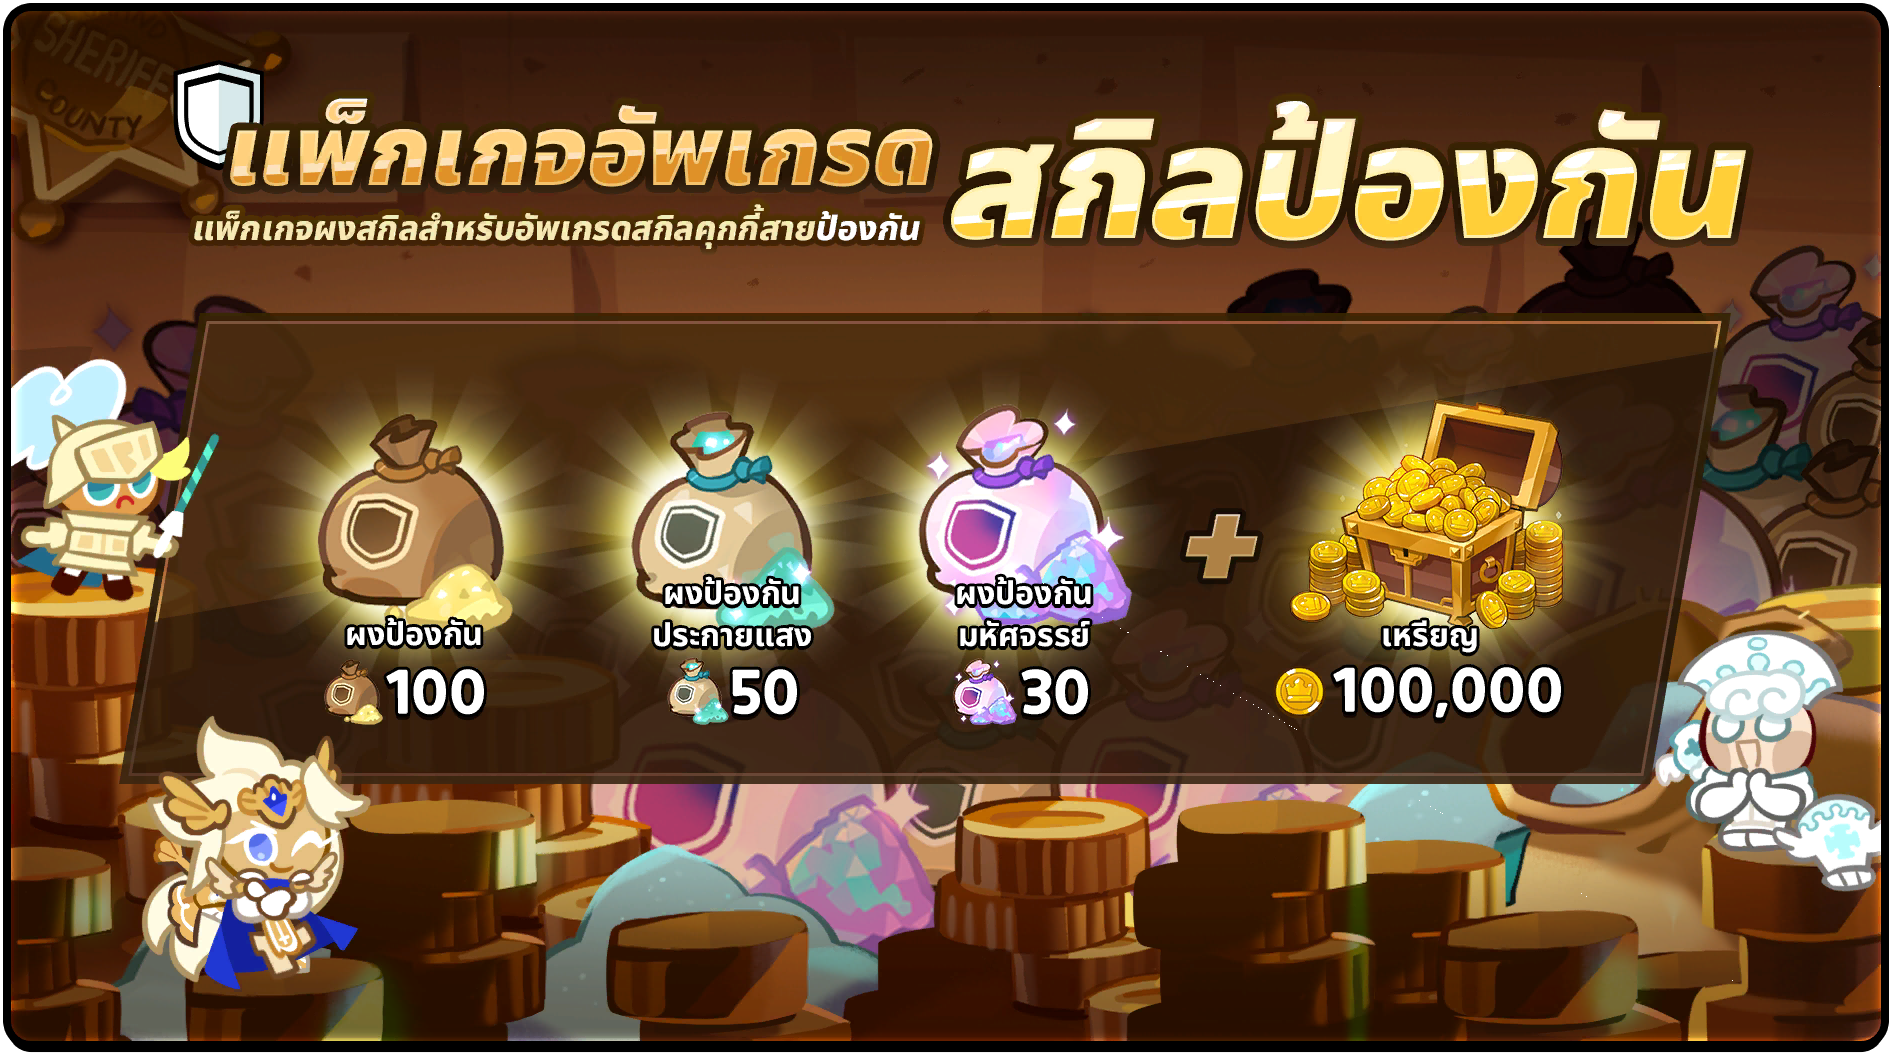 SHERIFF
COUNTY
แพ็กเกจอัพเกรด
สกิลป้องกัน
แพ็กเกจผงสกิลสำหรับอัพเกรดสกิลคุกกี้สายป้องกัน
ผงป้องกัน
100
ผงป้องกัน
ประกายแสง
50
ผงป้องกัน
มหัศจรรย์
30
เหรียญ
100,000